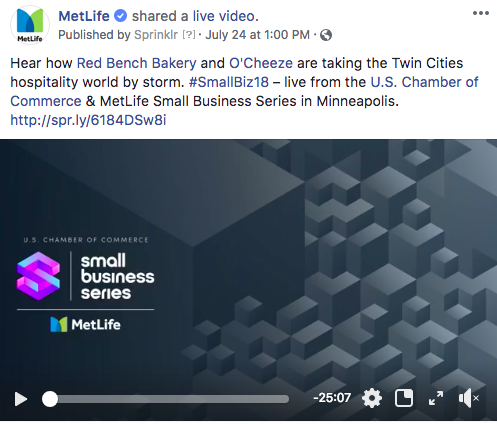 MetLife shared a live video.
Published by Sprinklr [?] · July 24 at 1:00 PM ·
Hear how Red Bench Bakery and O'Cheeze are taking the Twin Cities
hospitality world by storm. #SmallBiz18 – live from the U.S. Chamber of
Commerce & MetLife Small Business Series in Minneapolis.
http://spr.ly/6184DSw8i
MetLife
U.S. CHAMBER OF COMMERCE
small
business
series
MetLife
-25:07